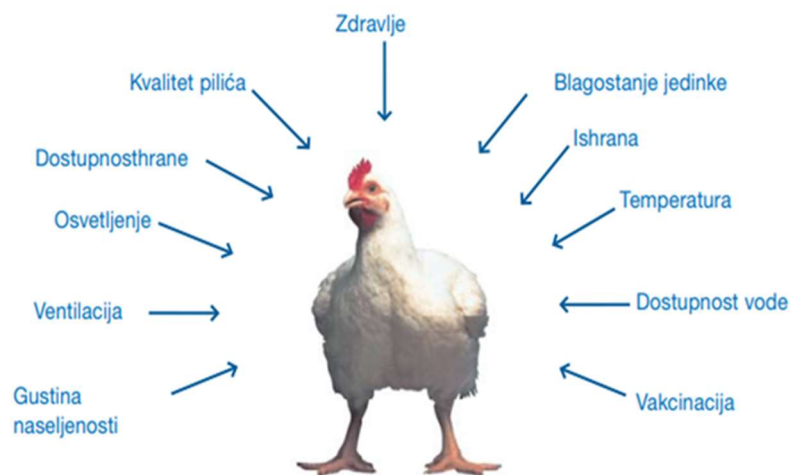 Zdravlje
Kvalitet pilića
Blagostanje jedinke
Ishrana
Dostupnosthrane
Temperatura
Osvetljenje
Dostupnost vode
Ventilacija
Gustina
naseljenosti
Vakcinacija